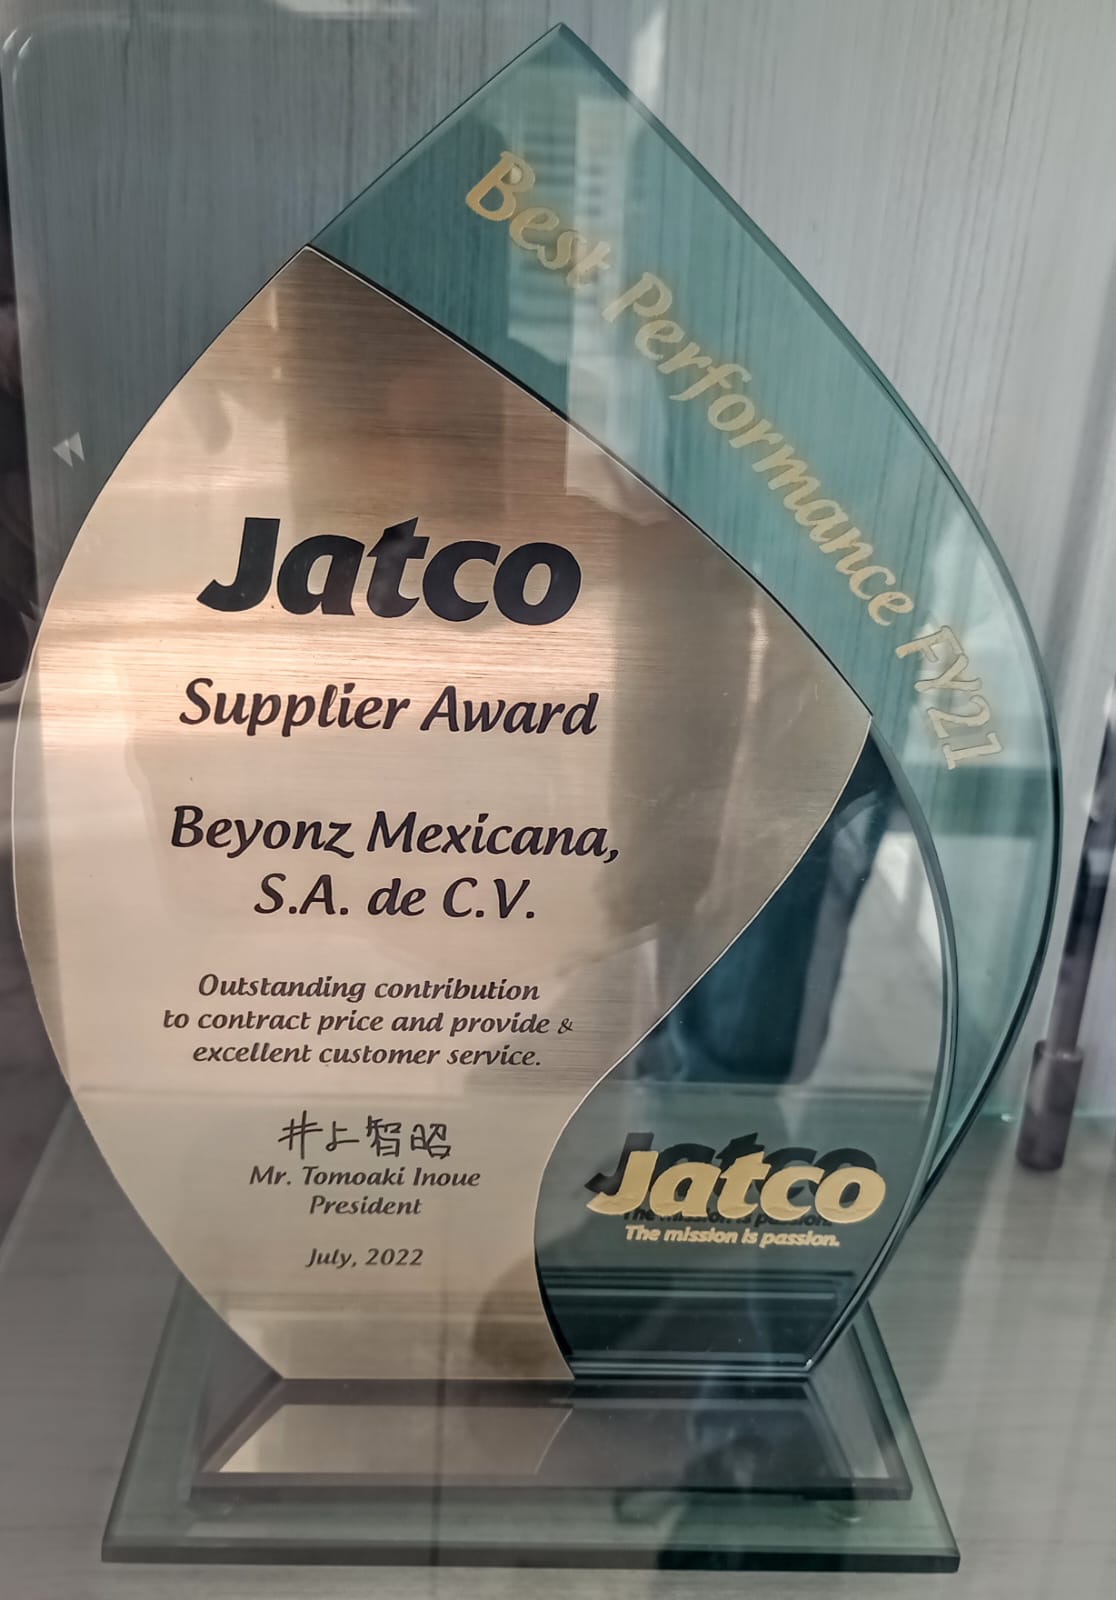 Best Performance FY21
Jatco
Supplier Award
Beyonz Mexicana,
S.A. de C.V.
Outstanding contribution
to contract price and provide &
excellent customer service.
井上智昭
Mr. Tomoaki Inoue
President
July, 2022
Jatco
The mission is passion.